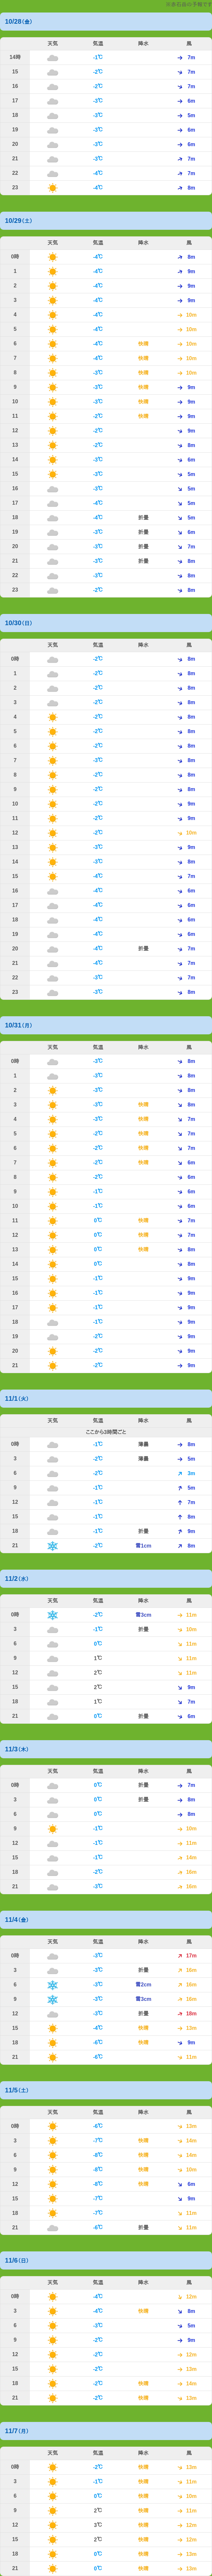 10/28(金)
天気 気温 降水 風
14時 -1℃ 7m
15 -2℃ 7m
16 -2℃ 7m
17 -3℃ 6m
18 -3℃ 5m
19 -3℃ 6m
20 -3℃ 6m
21 -3℃ 7m
22 -4℃ 7m
23 -4℃ 8m
10/29(土)
天気 気温 降水 風
0時 -4℃ 8m
1 -4℃ 9m
2 -4℃ 9m
3 -4℃ 9m
4 -4℃ 10m
5 -4℃ 10m
6 -4℃ 快晴 10m
7 -4℃ 快晴 10m
8 -3℃ 快晴 10m
9 -3℃ 快晴 9m
10 -3℃ 快晴 9m
11 -2℃ 快晴 9m
12 -2℃ 9m
13 -2℃ 8m
14 -3℃ 6m
15 -3℃ 5m
16 -3℃ 5m
17 -4℃ 5m
18 -4℃ 折曇 5m
19 -3℃ 折曇 6m
20 -3℃ 折曇 7m
21 -3℃ 折曇 8m
22 -3℃ 8m
23 -2℃ 8m
10/30(日)
天気 気温 降水 風
0時 -2℃ 8m
1 -2℃ 8m
2 -2℃ 8m
3 -2℃ 8m
4 -2℃ 8m
5 -2℃ 8m
6 -2℃ 8m
7 -3℃ 8m
8 -2℃ 8m
9 -2℃ 8m
10 -2℃ 9m
11 -2℃ 9m
12 -2℃ 10m
13 -3℃ 9m
14 -3℃ 8m
15 -4℃ 7m
16 -4℃ 6m
17 -4℃ 6m
18 -4℃ 6m
19 -4℃ 6m
20 -4℃ 折曇 7m
21 -4℃ 7m
22 -3℃ 7m
23 -3℃ 8m
10/31(月)
天気 気温 降水 風
0時 -3℃ 8m
1 -3℃ 8m
2 -3℃ 8m
3 -3℃ 快晴 8m
4 -3℃ 快晴 7m
5 -2℃ 快晴 7m
6 -2℃ 快晴 7m
7 -2℃ 快晴 6m
8 -2℃ 6m
9 -1℃ 6m
10 -1℃ 6m
11 0℃ 快晴 7m
12 0℃ 快晴 7m
13 0℃ 快晴 8m
14 0℃ 8m
15 -1℃ 9m
16 -1℃ 9m
17 -1℃ 9m
18 -1℃ 9m
19 -2℃ 9m
20 -2℃ 9m
21 -2℃ 9m
11/1(火)
天気 気温 降水 風
ここから3時間ごと
0時 -1℃ 薄曇 8m
3 -2℃ 薄曇 5m
6 -2℃ 3m
9 -1℃ 5m
12 -1℃ 7m
15 -1℃ 8m
18 -1℃ 折曇 9m
21 -2℃ 雪1cm 8m
11/2(水)
天気 気温 降水 風
0時 -2℃ 雪3cm 11m
3 -1℃ 折曇 10m
6 0℃ 11m
9 1℃ 11m
12 2℃ 11m
15 2℃ 9m
18 1℃ 7m
21 0℃ 折曇 6m
11/3(木)
天気 気温 降水 風
0時 0℃ 折曇 7m
3 0℃ 折曇 8m
6 0℃ 8m
9 -1℃ 10m
12 -1℃ 11m
15 -1℃ 14m
18 -2℃ 16m
21 -3℃ 16m
11/4(金)
天気 気温 降水 風
0時 -3℃ 17m
3 -3℃ 折曇 16m
6 -3℃ 雪2cm 16m
9 -3℃ 雪3cm 16m
12 -3℃ 折曇 18m
15 -4℃ 快晴 13m
18 -6℃ 快晴 9m
21 -6℃ 11m
11/5(土)
天気 気温 降水 風
0時 -6℃ 13m
3 -7℃ 快晴 14m
6 -8℃ 快晴 14m
9 -8℃ 快晴 10m
12 -8℃ 快晴 6m
15 -7℃ 9m
18 -7℃ 11m
21 -6℃ 折曇 11m
11/6(日)
天気 気温 降水 風
0時 -4℃ 12m
3 -4℃ 快晴 8m
6 -3℃ 5m
9 -2℃ 9m
12 -2℃ 12m
15 -2℃ 13m
18 -2℃ 快晴 14m
21 -2℃ 快晴 13m
11/7(月)
天気 気温 降水 風
0時 -2℃ 快晴 13m
3 -1℃ 快晴 11m
6 0℃ 快晴 10m
9 2℃ 快晴 11m
12 3℃ 快晴 12m
15 2℃ 快晴 12m
18 0℃ 快晴 13m
21 0℃ 快晴 13m